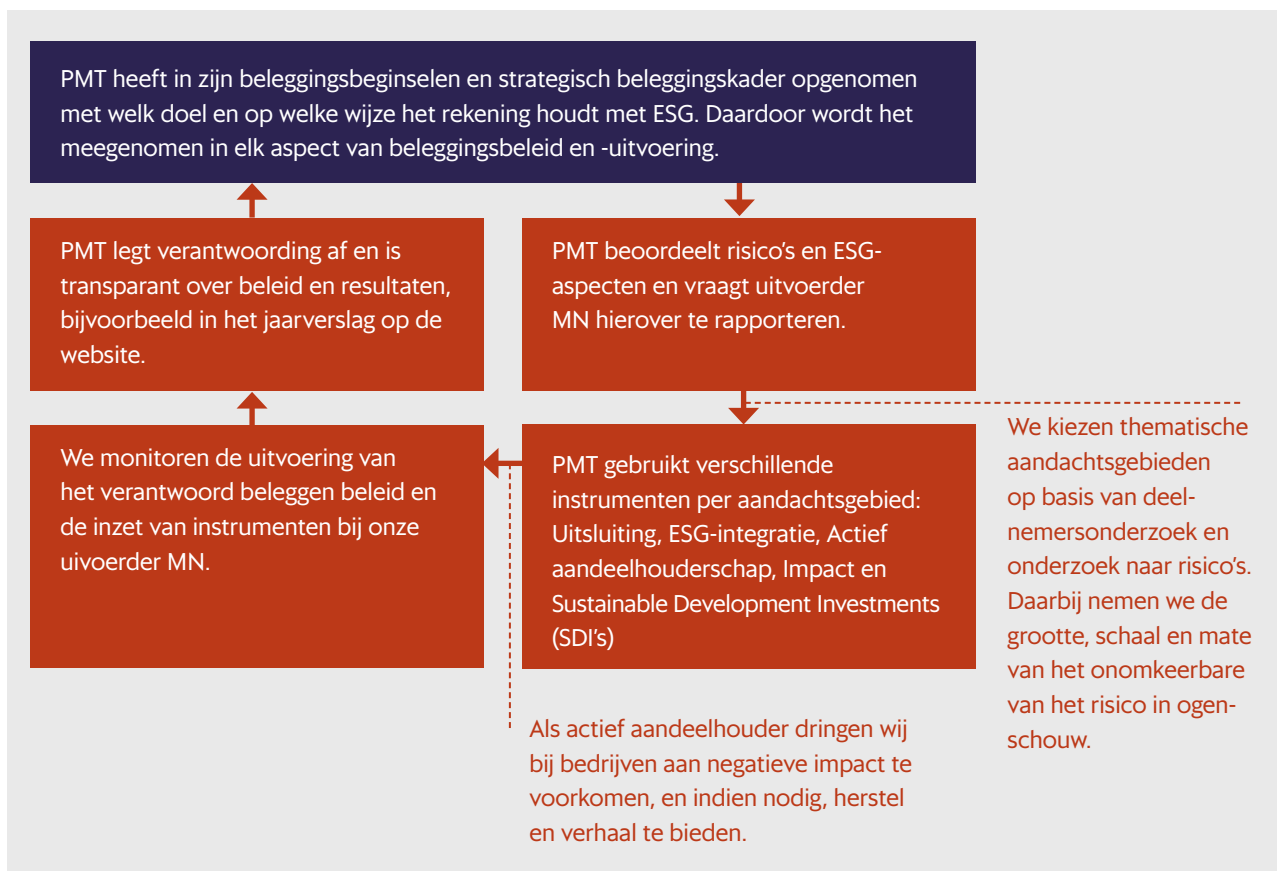 PMT heeft in zijn beleggingsbeginselen en strategisch beleggingskader opgenomen
met welk doel en op welke wijze het rekening houdt met ESG. Daardoor wordt het
meegenomen in elk aspect van beleggingsbeleid en -uitvoering.
PMT legt verantwoording af en is
transparant over beleid en resultaten,
bijvoorbeeld in het jaarverslag op de
website.
PMT beoordeelt risico's en ESG-
aspecten en vraagt uitvoerder
MN hierover te rapporteren.
We monitoren de uitvoering van
het verantwoord beleggen beleid en
de inzet van instrumenten bij onze
uivoerder MN.
PMT gebruikt verschillende
instrumenten per aandachtsgebied:
Uitsluiting, ESG-integratie, Actief
aandeelhouderschap, Impact en
Sustainable Development Investments
(SDI's)
We kiezen thematische
aandachtsgebieden
op basis van deel-
nemersonderzoek en
onderzoek naar risico's.
Daarbij nemen we de
grootte, schaal en mate
van het onomkeerbare
van het risico in ogen-
schouw.
Als actief aandeelhouder dringen wij
bij bedrijven aan negatieve impact te
voorkomen, en indien nodig, herstel
en verhaal te bieden.